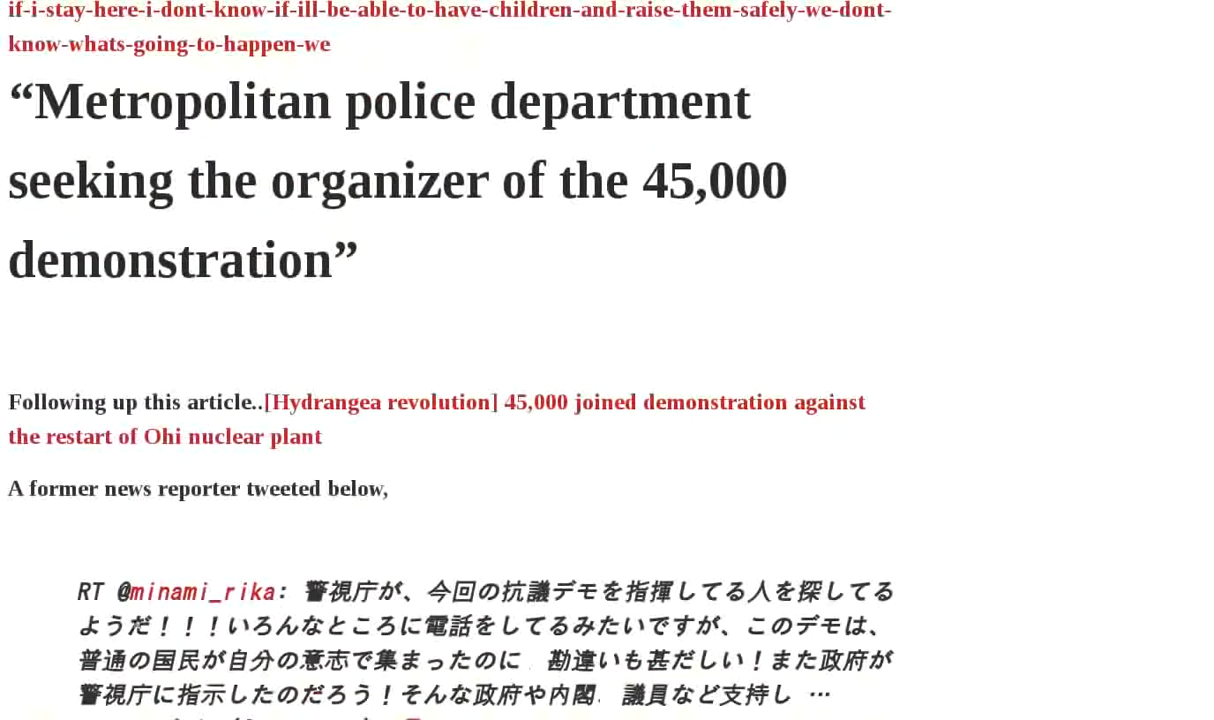 if-i-stay-here-i-dont-know-if-ill-be-able-to-have-children-and-raise-them-safely-we-dont-
know-whats-going-to-happen-we
“Metropolitan police department
seeking the organizer of the 45,000
demonstration”
Following up this article..[Hydrangea revolution] 45,000 joined demonstration against
the restart of Ohi nuclear plant
A former news reporter tweeted below,
RT @minami_rika: 警視庁が、今回の抗議デモを指揮してる人を探してる
ようだ！！！いろんなところに電話をしてるみたいですが、このデモは、
普通の国民が自分の意志で集まったのに 勘違いも甚だしい！また政府が
警視庁に指示したのだろう！そんな政府や内閣 議員など支持し …